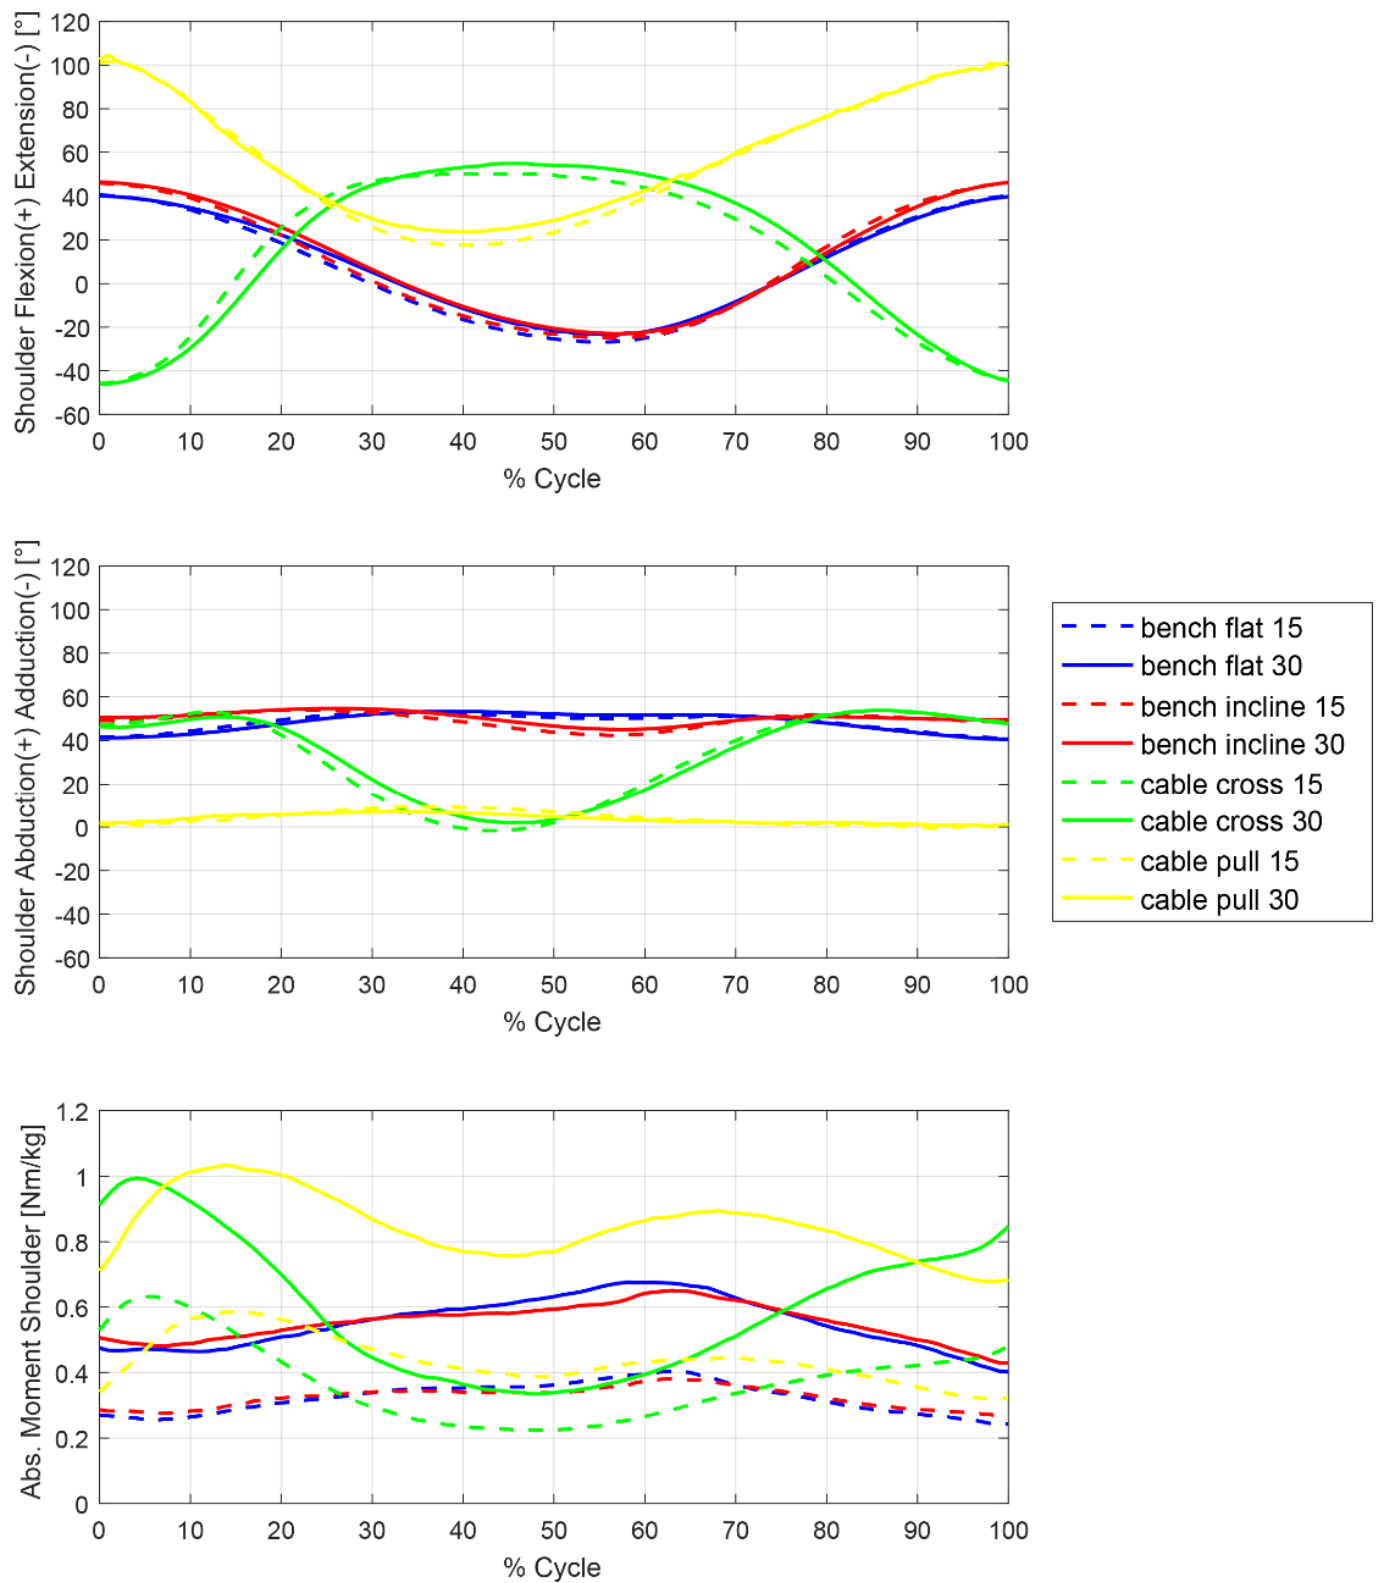 Shoulder Flexion(+) Extension(-) [°]
120
100
80
60
40
20
0
-20
-40
-60
0 10 20 30 40 50 60 70 80 90 100
% Cycle
Shoulder Abduction(+) Adduction(-) [°]
120
100
80
60
40
20
0
-20
-40
-60
0 10 20 30 40 50 60 70 80 90 100
% Cycle
bench flat 15
bench flat 30
bench incline 15
bench incline 30
cable cross 15
cable cross 30
cable pull 15
cable pull 30
Abs. Moment Shoulder [Nm/kg]
1.2
1
0.8
0.6
0.4
0.2
0
0 10 20 30 40 50 60 70 80 90 100
% Cycle